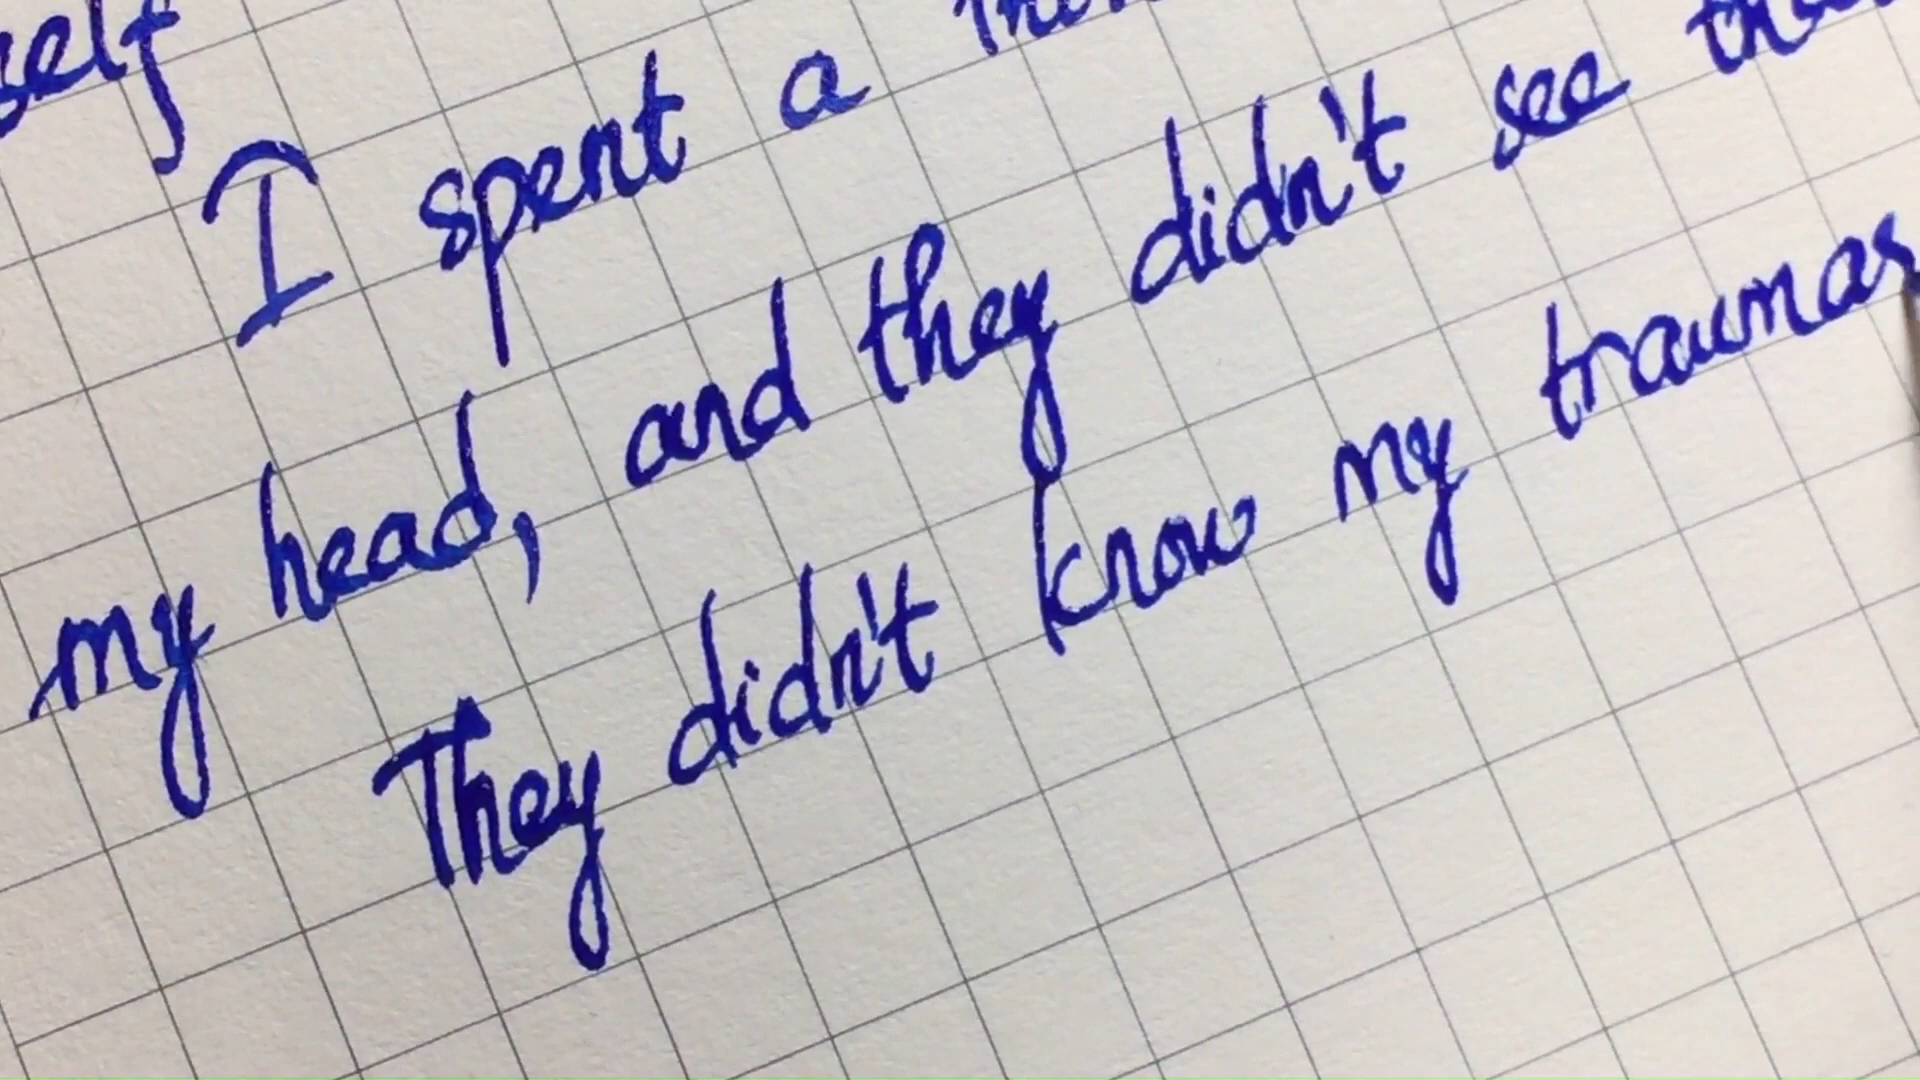 self
I spent a
my head, and they didn't see
They didn't know my traumas